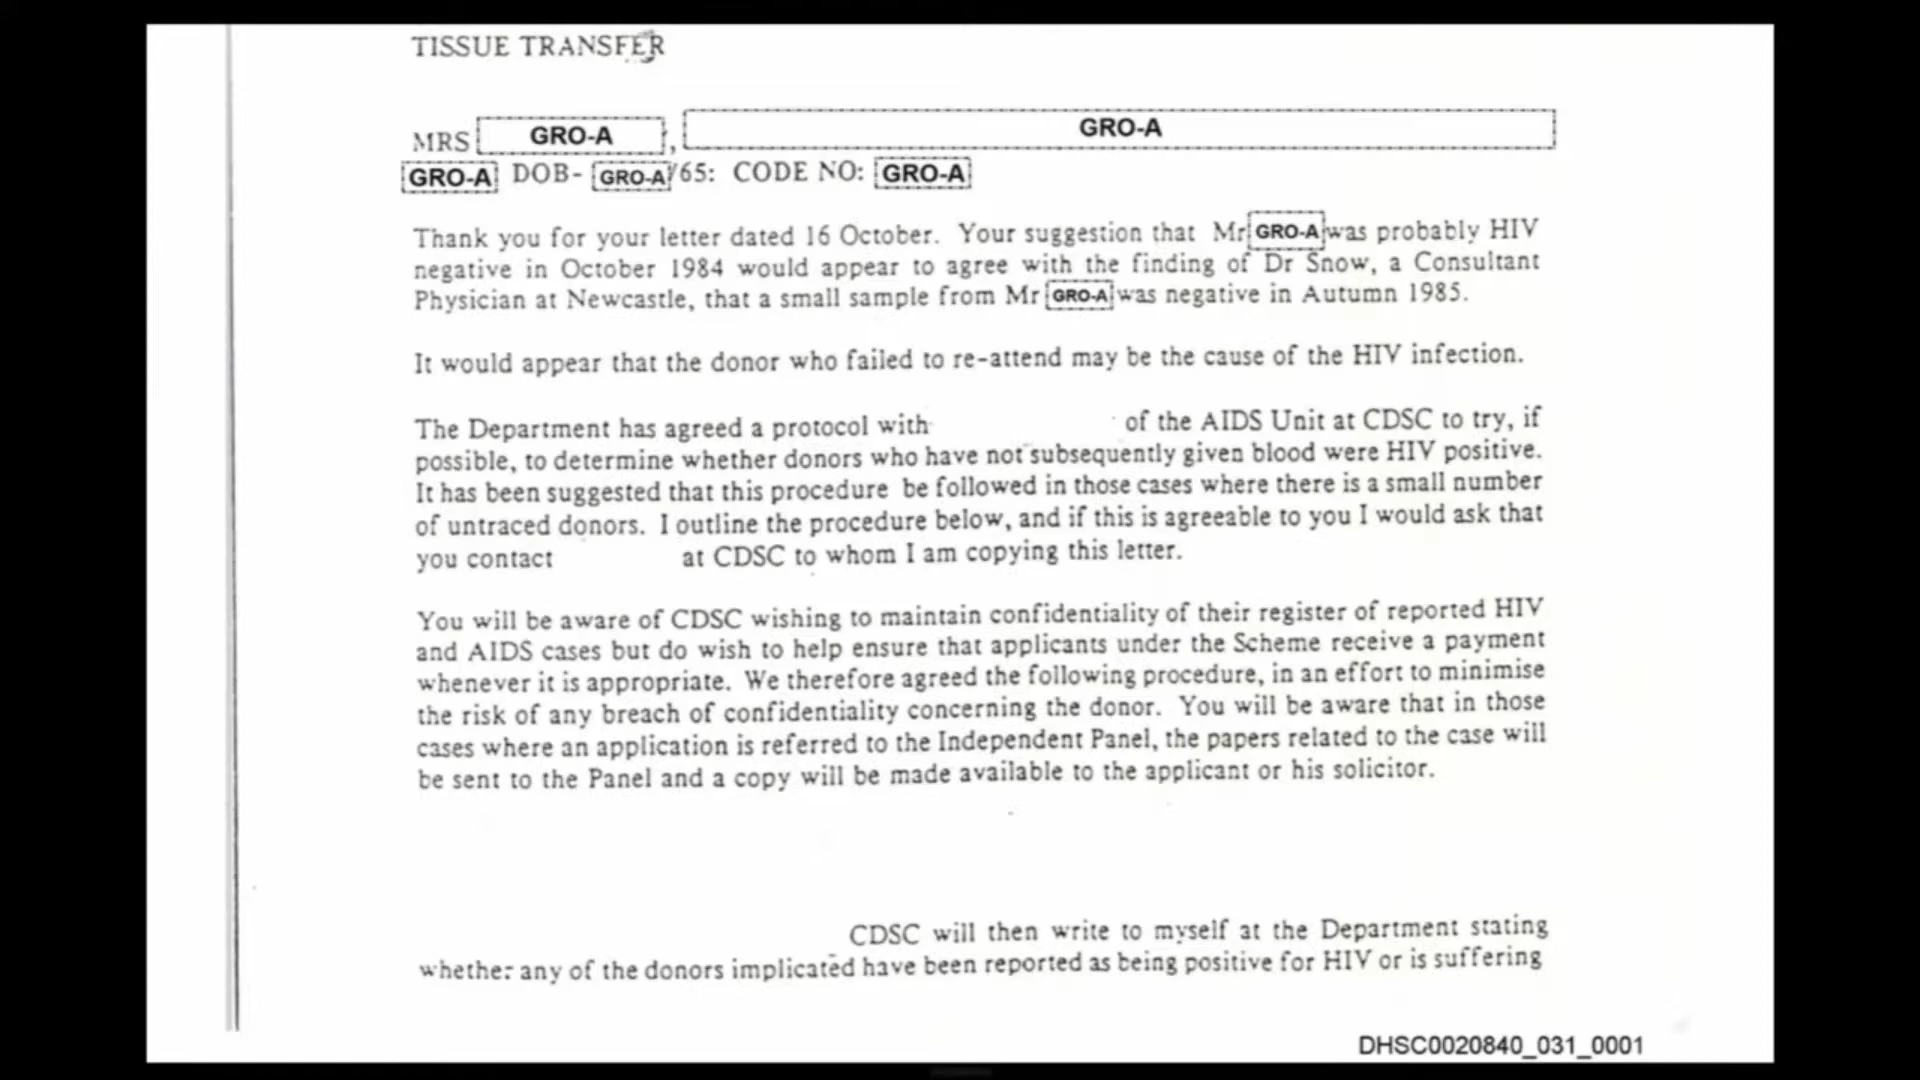 TISSUE TRANSFER
MRS GRO-A, GRO-A
GRO-A DOB- GRO-A/65: CODE NO: GRO-A
Thank you for your letter dated 16 October. Your suggestion that Mr GRO-A was probably HIV
negative in October 1984 would appear to agree with the finding of Dr Snow, a Consultant
Physician at Newcastle, that a small sample from Mr GRO-A was negative in Autumn 1985.
It would appear that the donor who failed to re-attend may be the cause of the HIV infection.
The Department has agreed a protocol with of the AIDS Unit at CDSC to try, if
possible, to determine whether donors who have not subsequently given blood were HIV positive.
It has been suggested that this procedure be followed in those cases where there is a small number
of untraced donors. I outline the procedure below, and if this is agreeable to you I would ask that
you contact at CDSC to whom I am copying this letter.
You will be aware of CDSC wishing to maintain confidentiality of their register of reported HIV
and AIDS cases but do wish to help ensure that applicants under the Scheme receive a payment
whenever it is appropriate. We therefore agreed the following procedure, in an effort to minimise
the risk of any breach of confidentiality concerning the donor. You will be aware that in those
cases where an application is referred to the Independent Panel, the papers related to the case will
be sent to the Panel and a copy will be made available to the applicant or his solicitor.
CDSC will then write to myself at the Department stating
whether any of the donors implicated have been reported as being positive for HIV or is suffering
DHSC0020840_031_0001